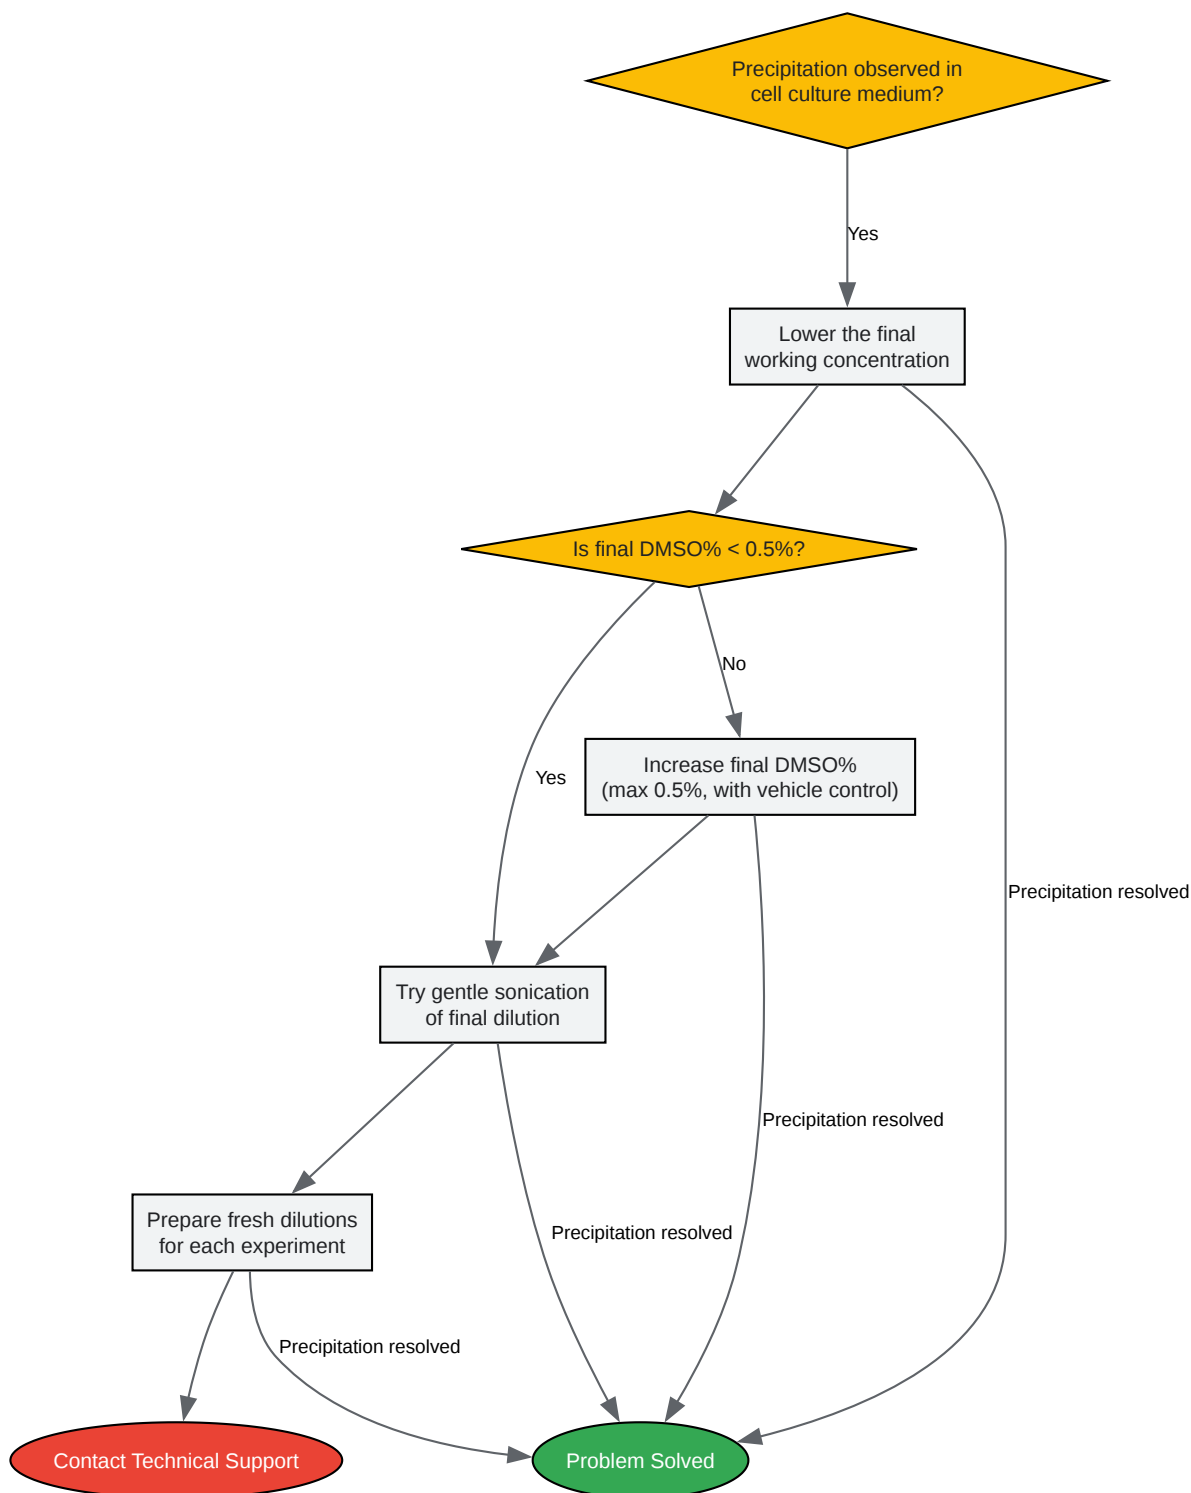 Precipitation observed in
cell culture medium?
Yes
Lower the final
working concentration
Is final DMSO% < 0.5%?
No
Increase final DMSO%
(max 0.5%, with vehicle control)
Yes
Precipitation resolved
Try gentle sonication
of final dilution
Precipitation resolved
Prepare fresh dilutions
for each experiment
Precipitation resolved
Precipitation resolved
Contact Technical Support
Problem Solved